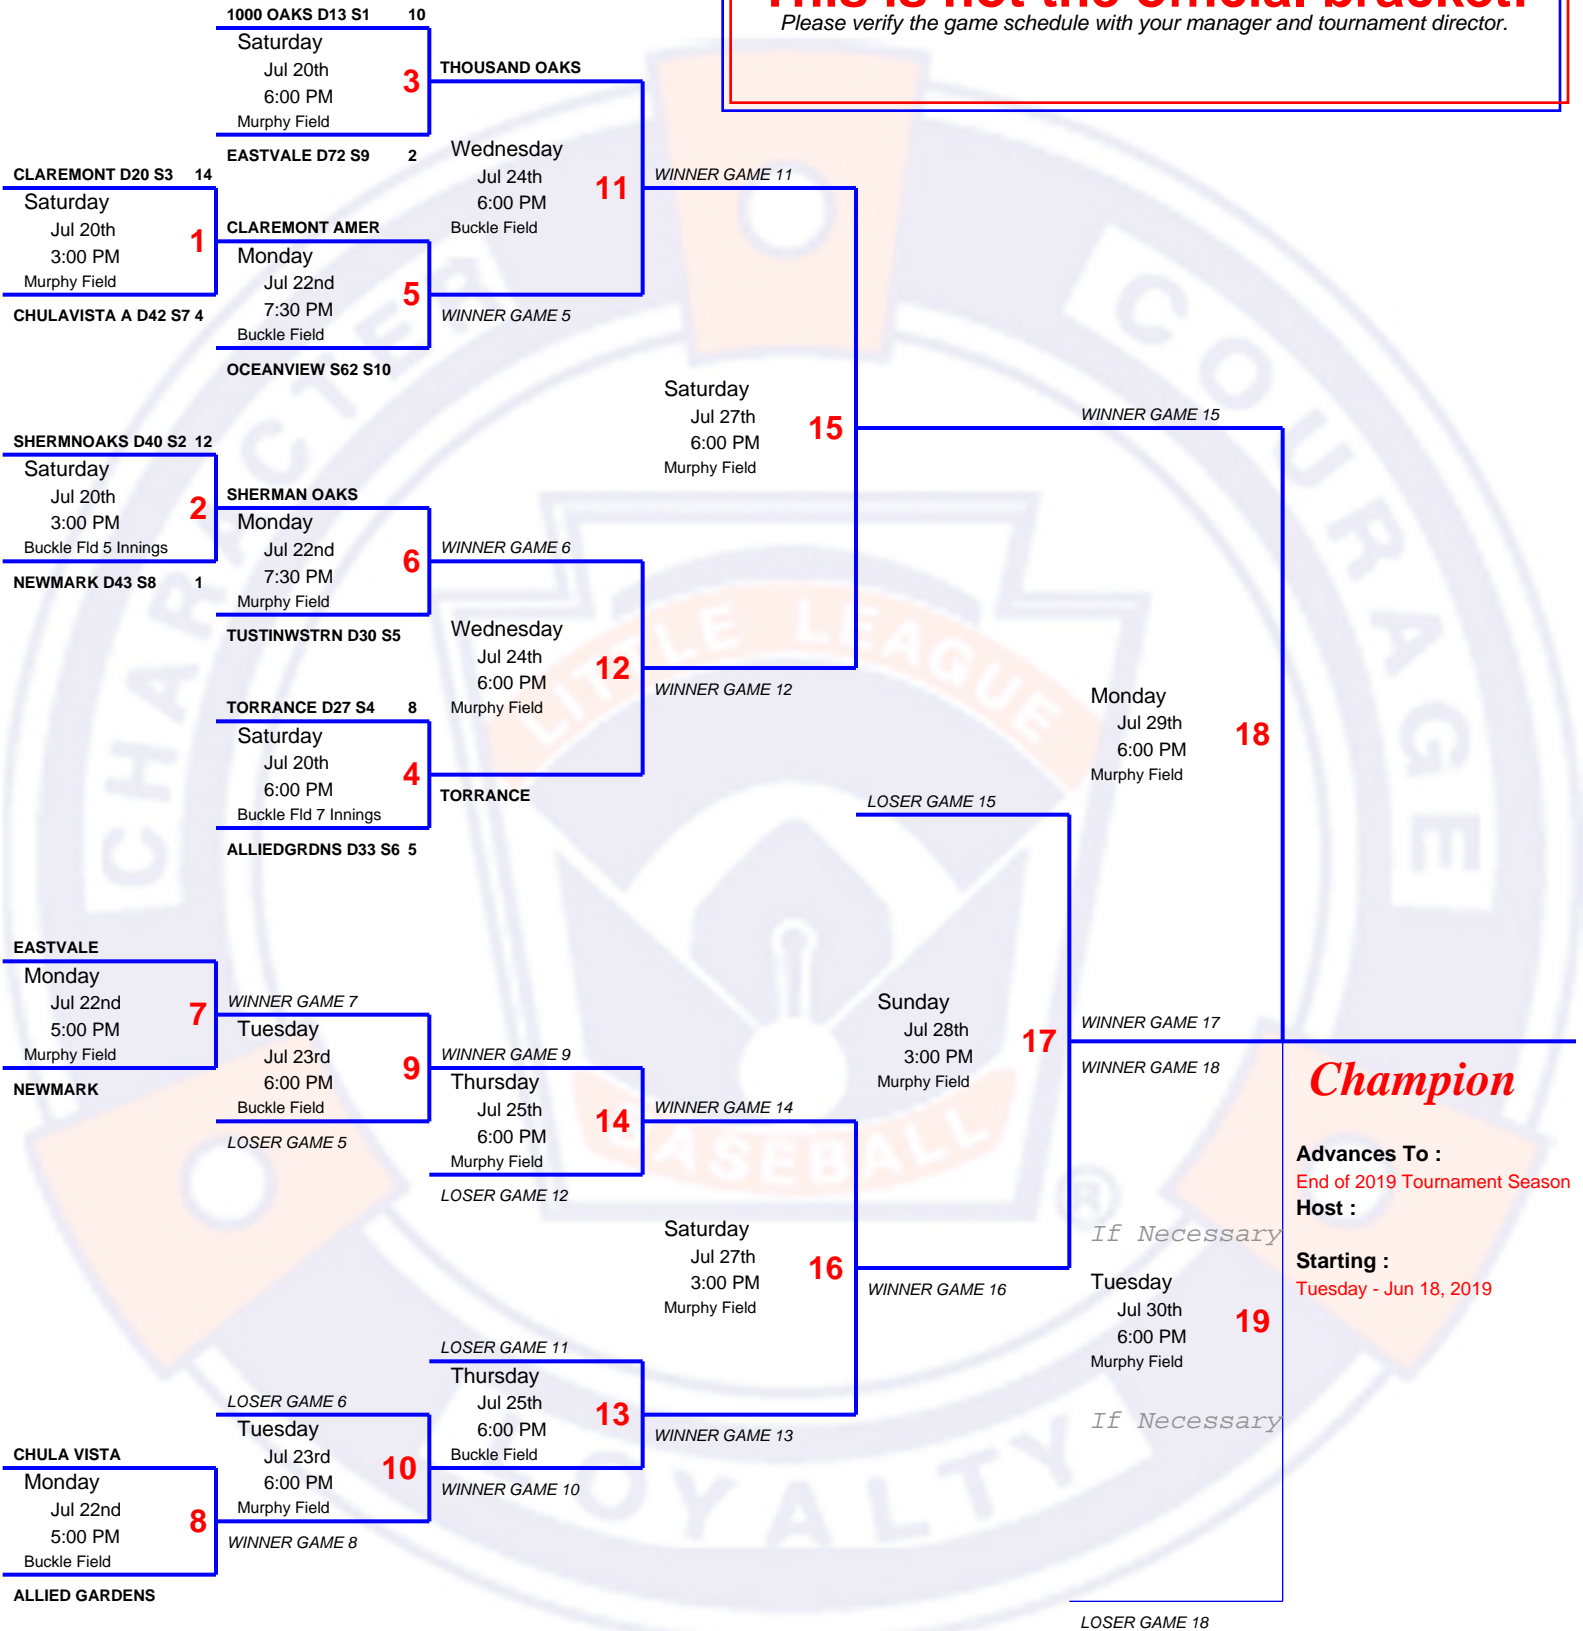 This is not the official bracket.
Please verify the game schedule with your manager and tournament director.
1000 OAKS D13 S1 10
Saturday
Jul 20th
6:00 PM
Murphy Field
3
EASTVALE D72 S9 2
THOUSAND OAKS
CLAREMONT D20 S3 14
Saturday
Jul 20th
3:00 PM
Murphy Field
1
CHULAVISTA A D42 S7 4
CLAREMONT AMER
Monday
Jul 22nd
7:30 PM
Buckle Field
5
OCEANVIEW S62 S10
Wednesday
Jul 24th
6:00 PM
Buckle Field
11
WINNER GAME 5
WINNER GAME 11
SHERMNOAKS D40 S2 12
Saturday
Jul 20th
3:00 PM
Buckle Fld 5 Innings
2
NEWMARK D43 S8 1
SHERMAN OAKS
Monday
Jul 22nd
7:30 PM
Murphy Field
6
TUSTINWSTRN D30 S5
WINNER GAME 6
Wednesday
Jul 24th
6:00 PM
Murphy Field
12
TORRANCE D27 S4 8
Saturday
Jul 20th
6:00 PM
Buckle Fld 7 Innings
4
ALLIEDGRDNS D33 S6 5
TORRANCE
Saturday
Jul 27th
6:00 PM
Murphy Field
15
WINNER GAME 12
WINNER GAME 15
Monday
Jul 29th
6:00 PM
Murphy Field
18
LOSER GAME 15
EASTVALE
Monday
Jul 22nd
5:00 PM
Murphy Field
7
NEWMARK
WINNER GAME 7
Tuesday
Jul 23rd
6:00 PM
Buckle Field
9
LOSER GAME 5
WINNER GAME 9
Thursday
Jul 25th
6:00 PM
Murphy Field
14
LOSER GAME 12
WINNER GAME 14
Saturday
Jul 27th
3:00 PM
Murphy Field
16
Sunday
Jul 28th
3:00 PM
Murphy Field
17
WINNER GAME 16
WINNER GAME 17
WINNER GAME 18
Champion
Advances To :
End of 2019 Tournament Season
Host :
Starting :
Tuesday - Jun 18, 2019
If Necessary
Tuesday
Jul 30th
6:00 PM
Murphy Field
19
If Necessary
LOSER GAME 11
Thursday
Jul 25th
6:00 PM
Buckle Field
13
WINNER GAME 13
LOSER GAME 6
Tuesday
Jul 23rd
6:00 PM
Murphy Field
10
WINNER GAME 10
CHULA VISTA
Monday
Jul 22nd
5:00 PM
Buckle Field
8
ALLIED GARDENS
WINNER GAME 8
LOSER GAME 18
CHARACTER
COURAGE
LOYALTY
LITTLE LEAGUE
BASEBALL
®